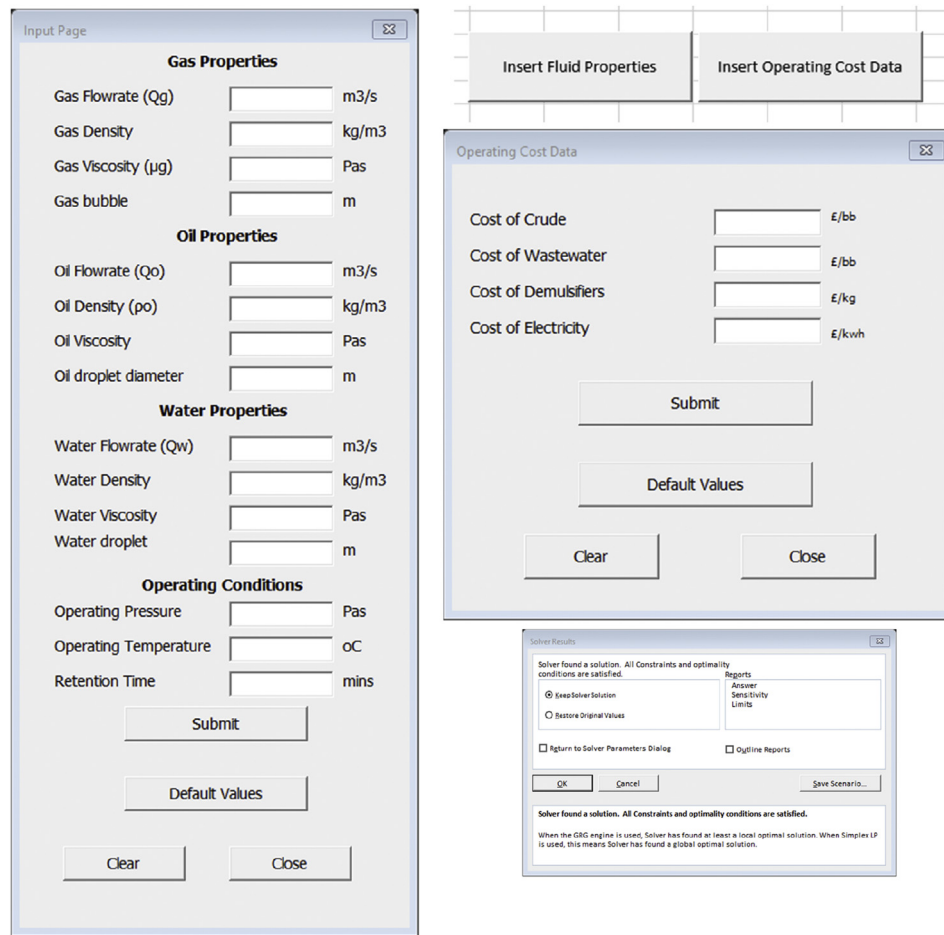 Input Page
Gas Properties
Gas Flowrate (Qg) m3/s
Gas Density kg/m3
Gas Viscosity (µg) Pas
Gas bubble m
Oil Properties
Oil Flowrate (Qo) m3/s
Oil Density (ρo) kg/m3
Oil Viscosity Pas
Oil droplet diameter m
Water Properties
Water Flowrate (Qw) m3/s
Water Density kg/m3
Water Viscosity Pas
Water droplet m
Operating Conditions
Operating Pressure Pas
Operating Temperature oC
Retention Time mins
Submit
Default Values
Clear Close
Insert Fluid Properties Insert Operating Cost Data
Operating Cost Data
Cost of Crude £/bb
Cost of Wastewater £/bb
Cost of Demulsifiers £/kg
Cost of Electricity £/kwh
Submit
Default Values
Clear Close
Solver Results
Solver found a solution. All Constraints and optimality
conditions are satisfied.
Reports
Answer
Sensitivity
Limits
Keep Solver Solution
Restore Original Values
Return to Solver Parameters Dialog
Outline Reports
OK Cancel Save Scenario...
Solver found a solution. All Constraints and optimality conditions are satisfied.
When the GRG engine is used, Solver has found at least a local optimal solution. When Simplex LP
is used, this means Solver has found a global optimal solution.